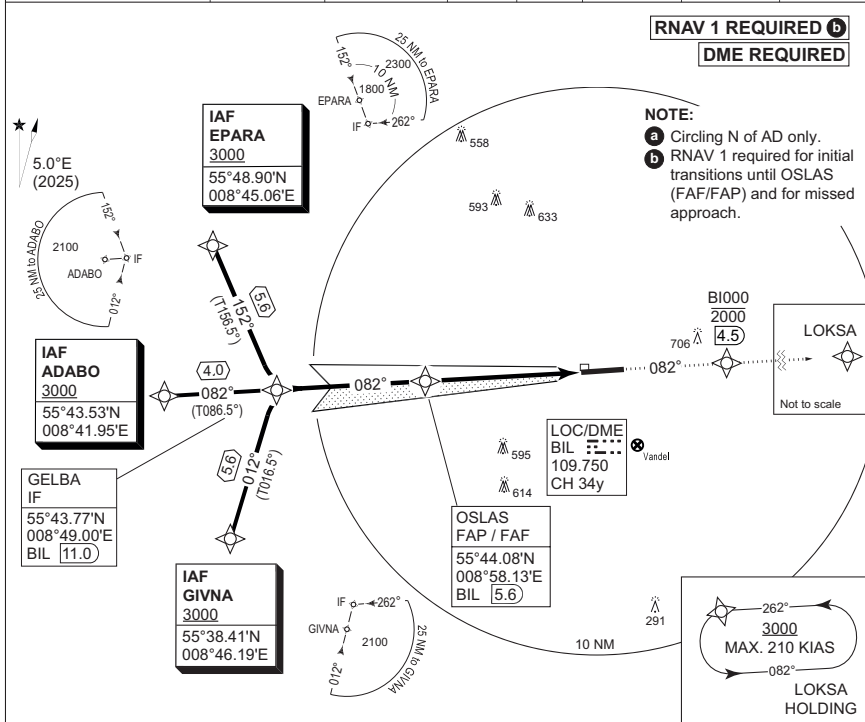 RNAV 1 REQUIRED b
DME REQUIRED
NOTE:
a Circling N of AD only.
b RNAV 1 required for initial
transitions until OSLAS
(FAF/FAP) and for missed
approach.
25 NM to EPARA
152°
2300
10 NM
1800
EPARA
IF
262°
IAF
EPARA
3000
55°48.90'N
008°45.06'E
5.0°E
(2025)
558
593
633
25 NM to ADABO
152°
2100
ADABO
IF
012°
5.6
152°
(T156.5°)
BI000
2000
4.5
706
LOKSA
Not to scale
IAF
ADABO
3000
55°43.53'N
008°41.95'E
4.0
082°
(T086.5°)
082°
082°
5.6
012°
(T016.5°)
LOC/DME
BIL
109.750
CH 34y
Vandel
595
614
GELBA
IF
55°43.77'N
008°49.00'E
BIL 11.0
OSLAS
FAP / FAF
55°44.08'N
008°58.13'E
BIL 5.6
IAF
GIVNA
3000
55°38.41'N
008°46.19'E
IF
262°
GIVNA
2100
012°
25 NM to GIVNA
291
10 NM
262°
3000
MAX. 210 KIAS
082°
LOKSA
HOLDING